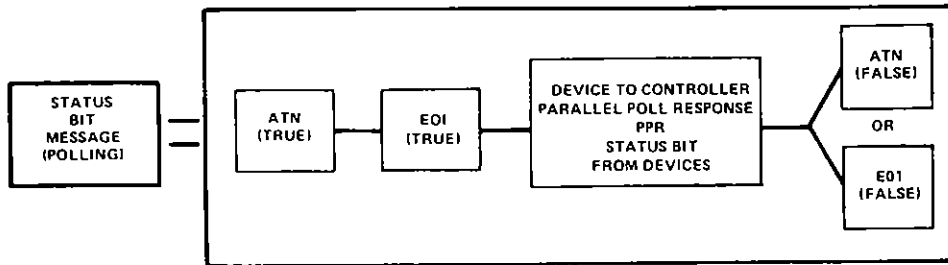 STATUS
BIT
MESSAGE
(POLLING)
=
ATN
(TRUE)
EOI
(TRUE)
DEVICE TO CONTROLLER
PARALLEL POLL RESPONSE
PPR
STATUS BIT
FROM DEVICES
ATN
(FALSE)
OR
E01
(FALSE)